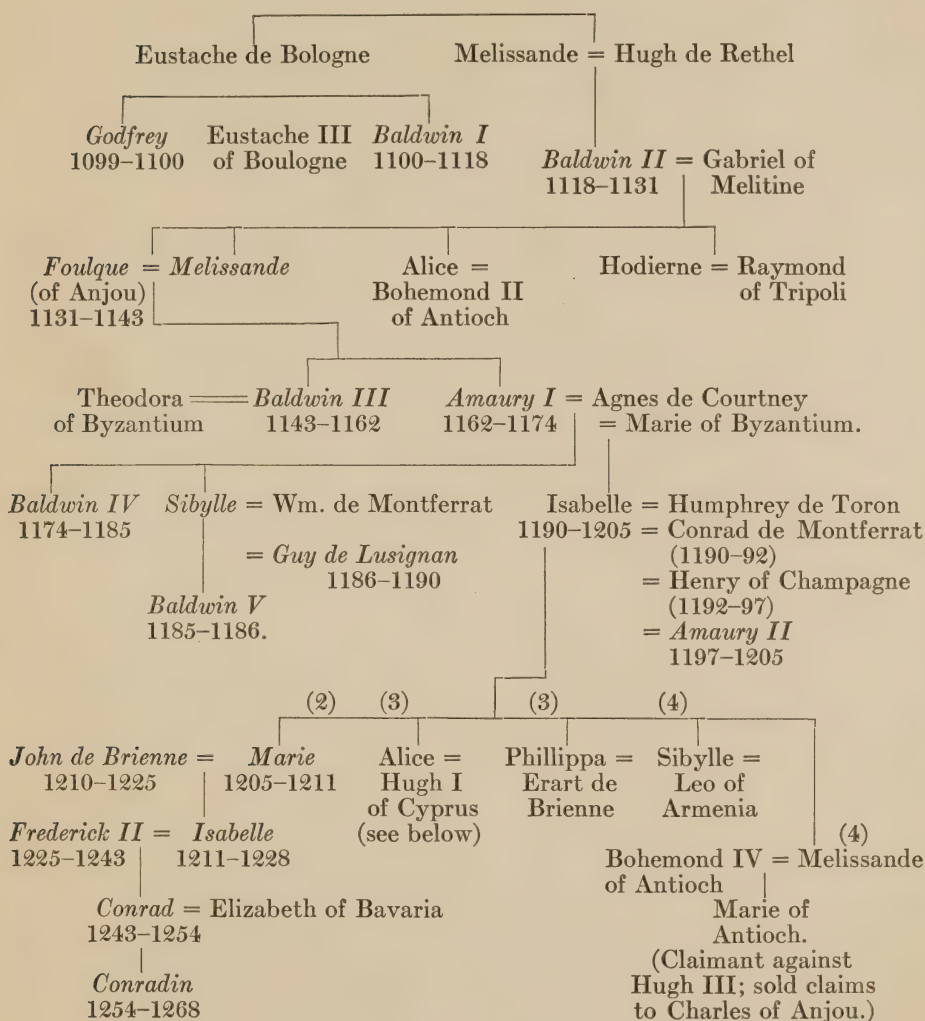 Eustache de Bologne Melissande = Hugh de Rethel
Godfrey Eustache III Baldwin I
1099–1100 of Boulogne 1100–1118
Baldwin II = Gabriel of
1118–1131 Melitine
Foulque = Melissande Alice = Hodierne = Raymond
(of Anjou) Bohemond II of Tripoli
1131–1143 of Antioch
Theodora = Baldwin III Amaury I = Agnes de Courtney
of Byzantium 1143–1162 1162–1174 = Marie of Byzantium.
Baldwin IV Sibylle = Wm. de Montferrat Isabelle = Humphrey de Toron
1174–1185 1190–1205 = Conrad de Montferrat
= Guy de Lusignan (1190–92)
1186–1190 = Henry of Champagne
Baldwin V (1192–97)
1185–1186. = Amaury II
1197–1205
(2) (3) (3) (4)
John de Brienne = Marie Alice = Phillippa = Sibylle =
1210–1225 1205–1211 Hugh I Erart de Leo of
of Cyprus Brienne Armenia
Frederick II = Isabelle (see below) (4)
1225–1243 1211–1228
Bohemond IV = Melissande
of Antioch
Conrad = Elizabeth of Bavaria Marie of
1243–1254 Antioch.
(Claimant against
Conradin Hugh III; sold claims
1254–1268 to Charles of Anjou.)